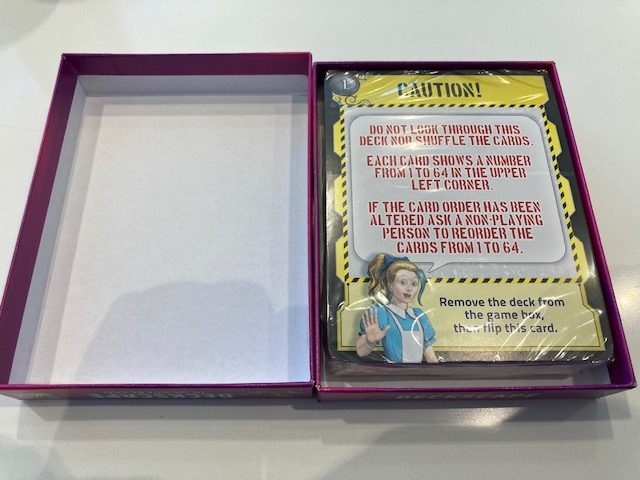 1
CAUTION!
DO NOT LOOK THROUGH THIS
DECK NOR SHUFFLE THE CARDS.
EACH CARD SHOWS A NUMBER
FROM 1 TO 64 IN THE UPPER
LEFT CORNER.
IF THE CARD ORDER HAS BEEN
ALTERED ASK A NON-PLAYING
PERSON TO REORDER THE
CARDS FROM 1 TO 64.
Remove the deck from
the game box,
then flip this card.
DECKSCAPE
DECKSCAPE